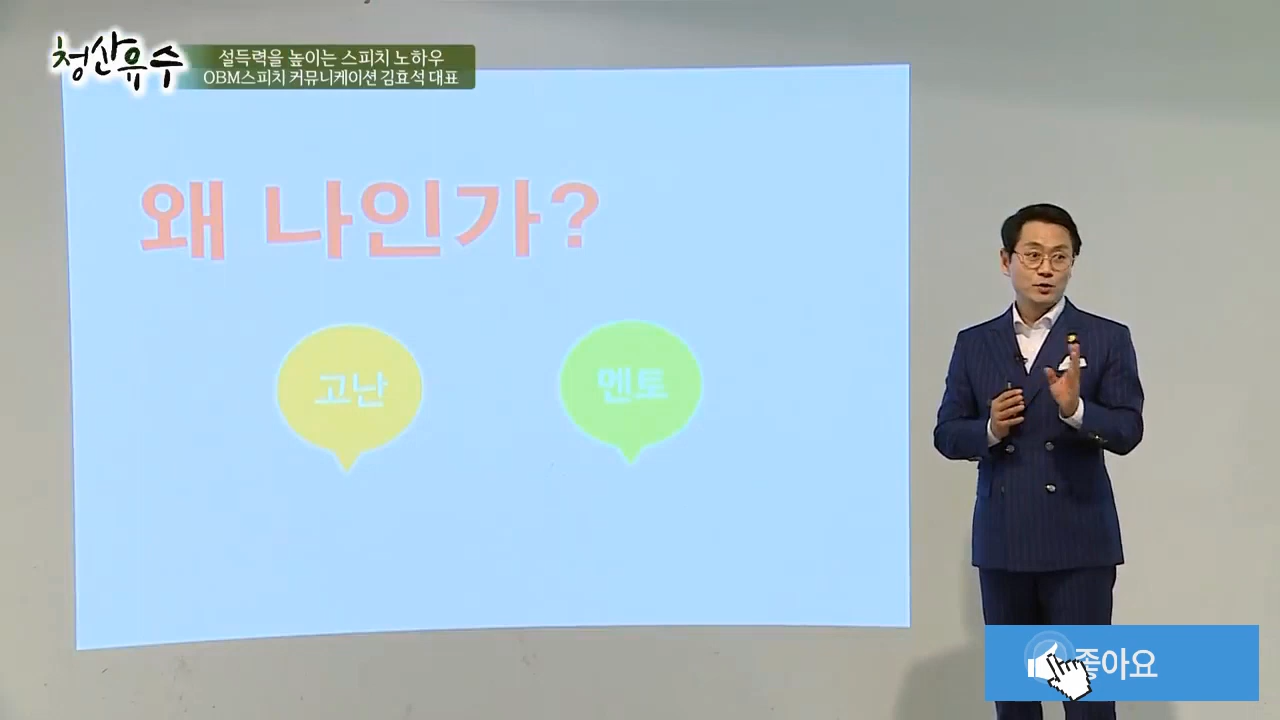 청산유수
설득력을 높이는 스피치 노하우
OBM스피치 커뮤니케이션 김효석 대표
왜 나인가?
고난
멘토
좋아요